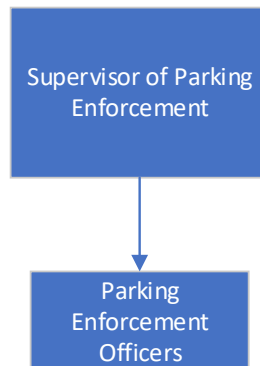 Supervisor of Parking
Enforcement
Parking
Enforcement
Officers